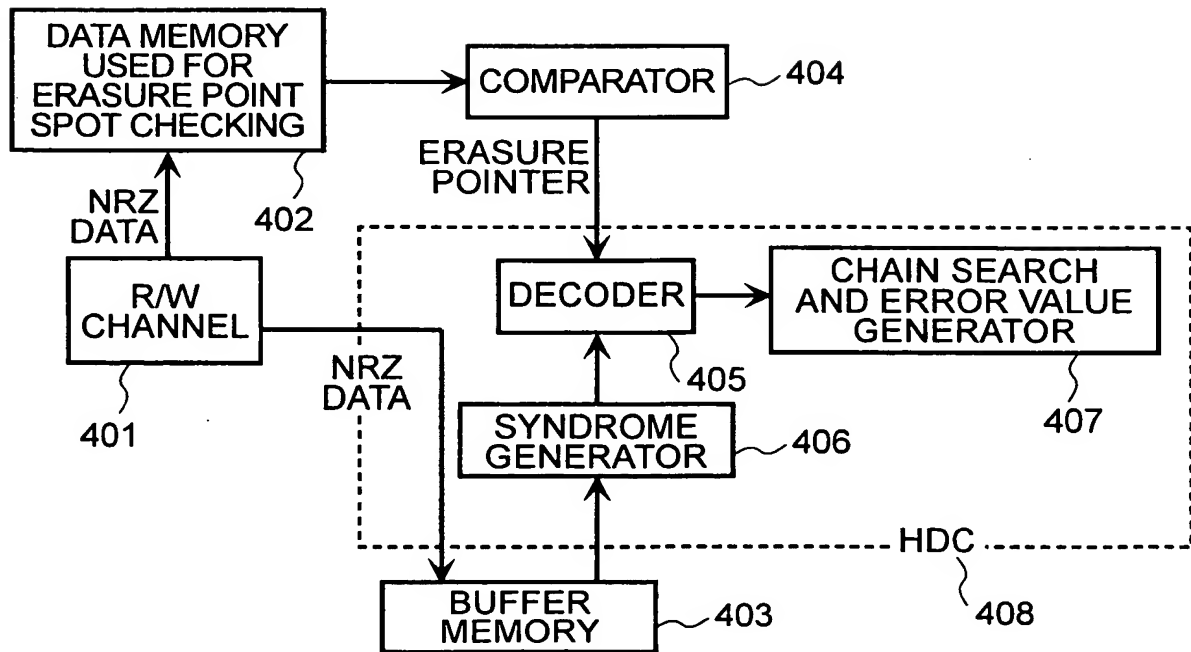 DATA MEMORY
USED FOR
ERASURE POINT
SPOT CHECKING
402
COMPARATOR
404
ERASURE
POINTER
NRZ
DATA
R/W
CHANNEL
401
NRZ
DATA
DECODER
405
CHAIN SEARCH
AND ERROR VALUE
GENERATOR
407
SYNDROME
GENERATOR
406
HDC
408
BUFFER
MEMORY
403